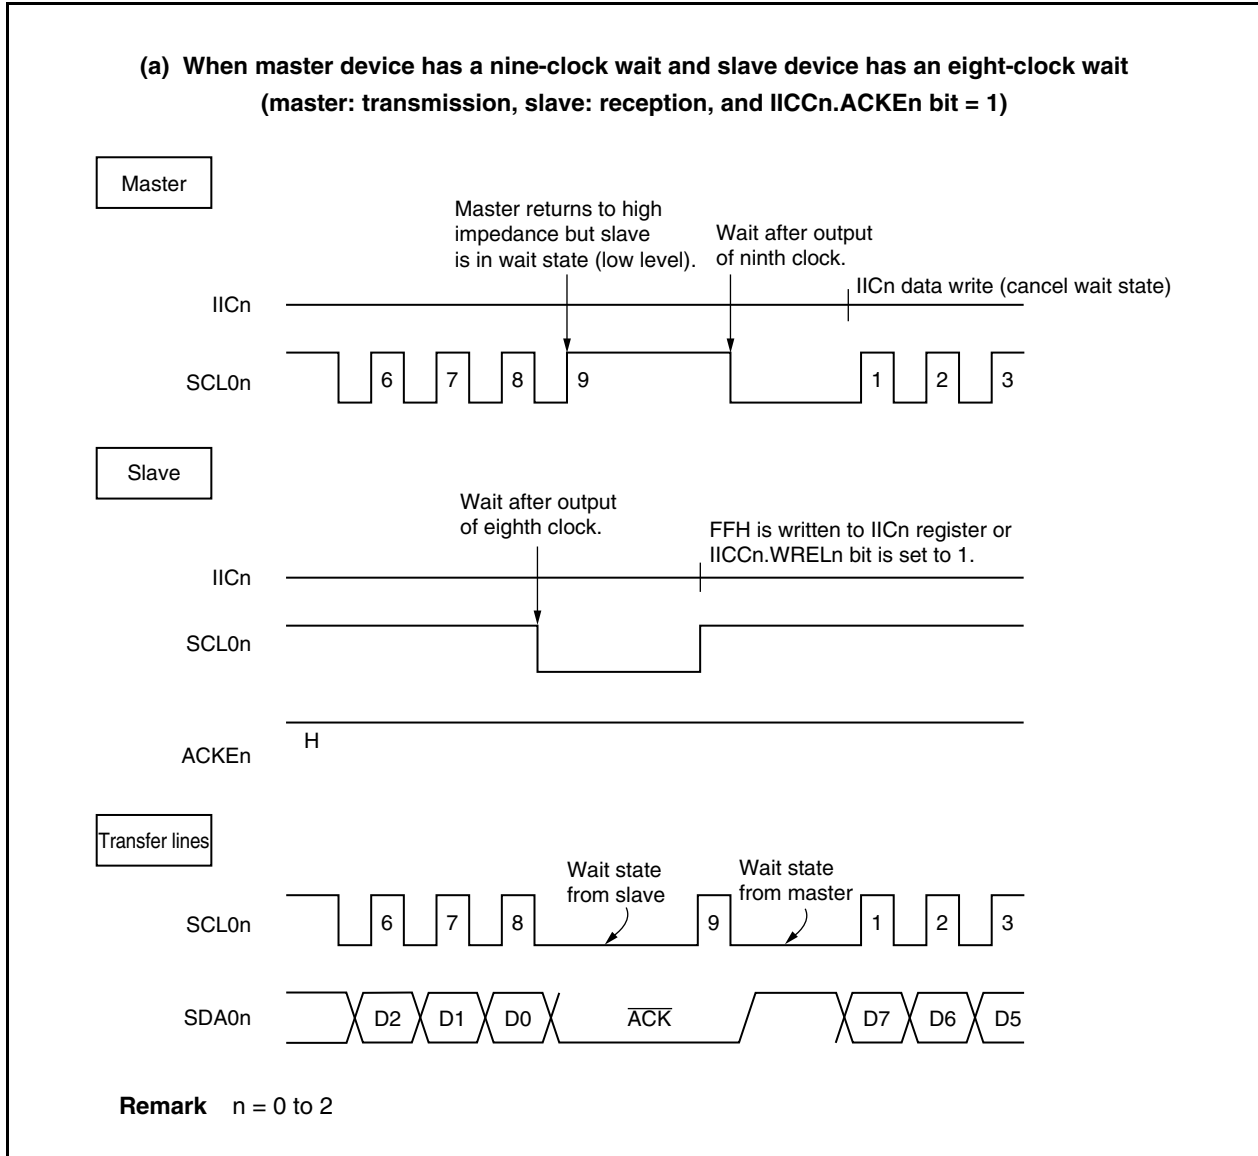 (a) When master device has a nine-clock wait and slave device has an eight-clock wait
(master: transmission, slave: reception, and IICCn.ACKEn bit = 1)
Master
Master returns to high
impedance but slave
is in wait state (low level).
Wait after output
of ninth clock.
IICn data write (cancel wait state)
IICn
SCL0n
6 7 8 9 1 2 3
Slave
Wait after output
of eighth clock.
FFH is written to IICn register or
IICCn.WRELn bit is set to 1.
IICn
SCL0n
H
ACKEn
Transfer lines
Wait state
from slave
Wait state
from master
SCL0n
6 7 8 9 1 2 3
SDA0n
D2 D1 D0 ACK D7 D6 D5
Remark n = 0 to 2